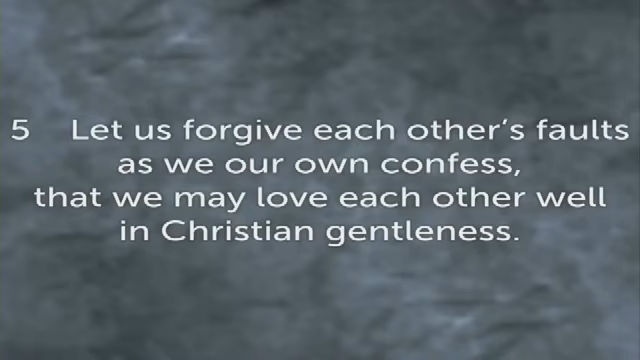 5 Let us forgive each other's faults
as we our own confess,
that we may love each other well
in Christian gentleness.